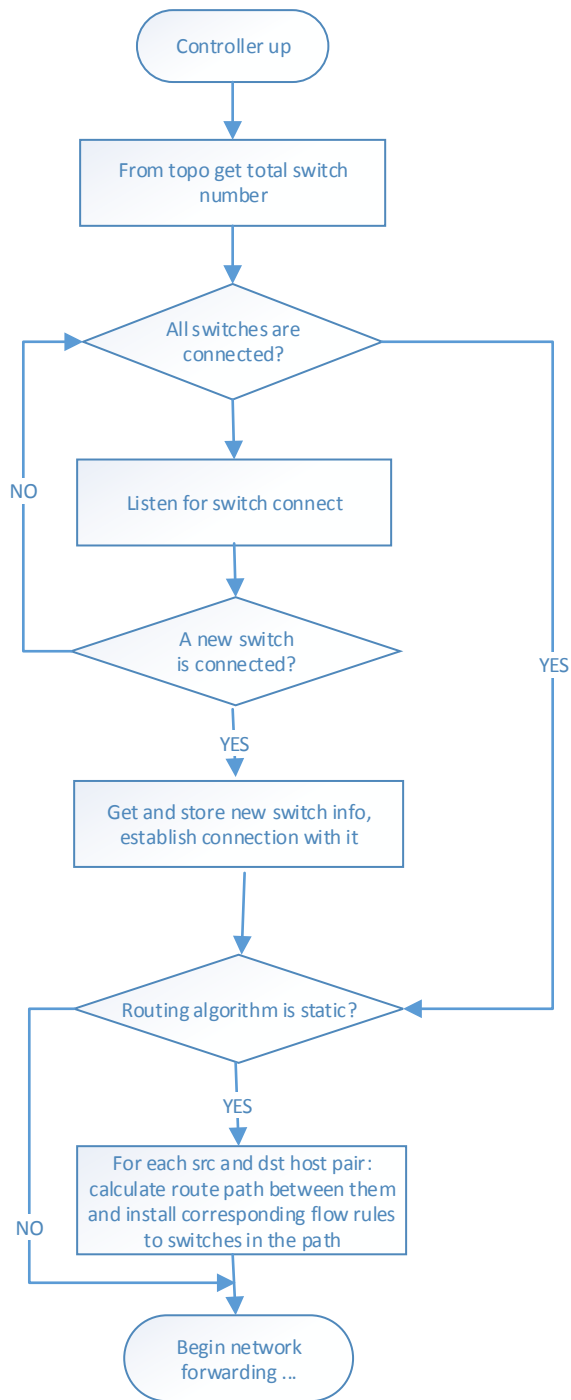 Controller up
From topo get total switch
number
All switches are
connected?
NO
Listen for switch connect
A new switch
is connected?
YES
YES
Get and store new switch info,
establish connection with it
Routing algorithm is static?
YES
For each src and dst host pair:
calculate route path between them
and install corresponding flow rules
to switches in the path
NO
Begin network
forwarding ...